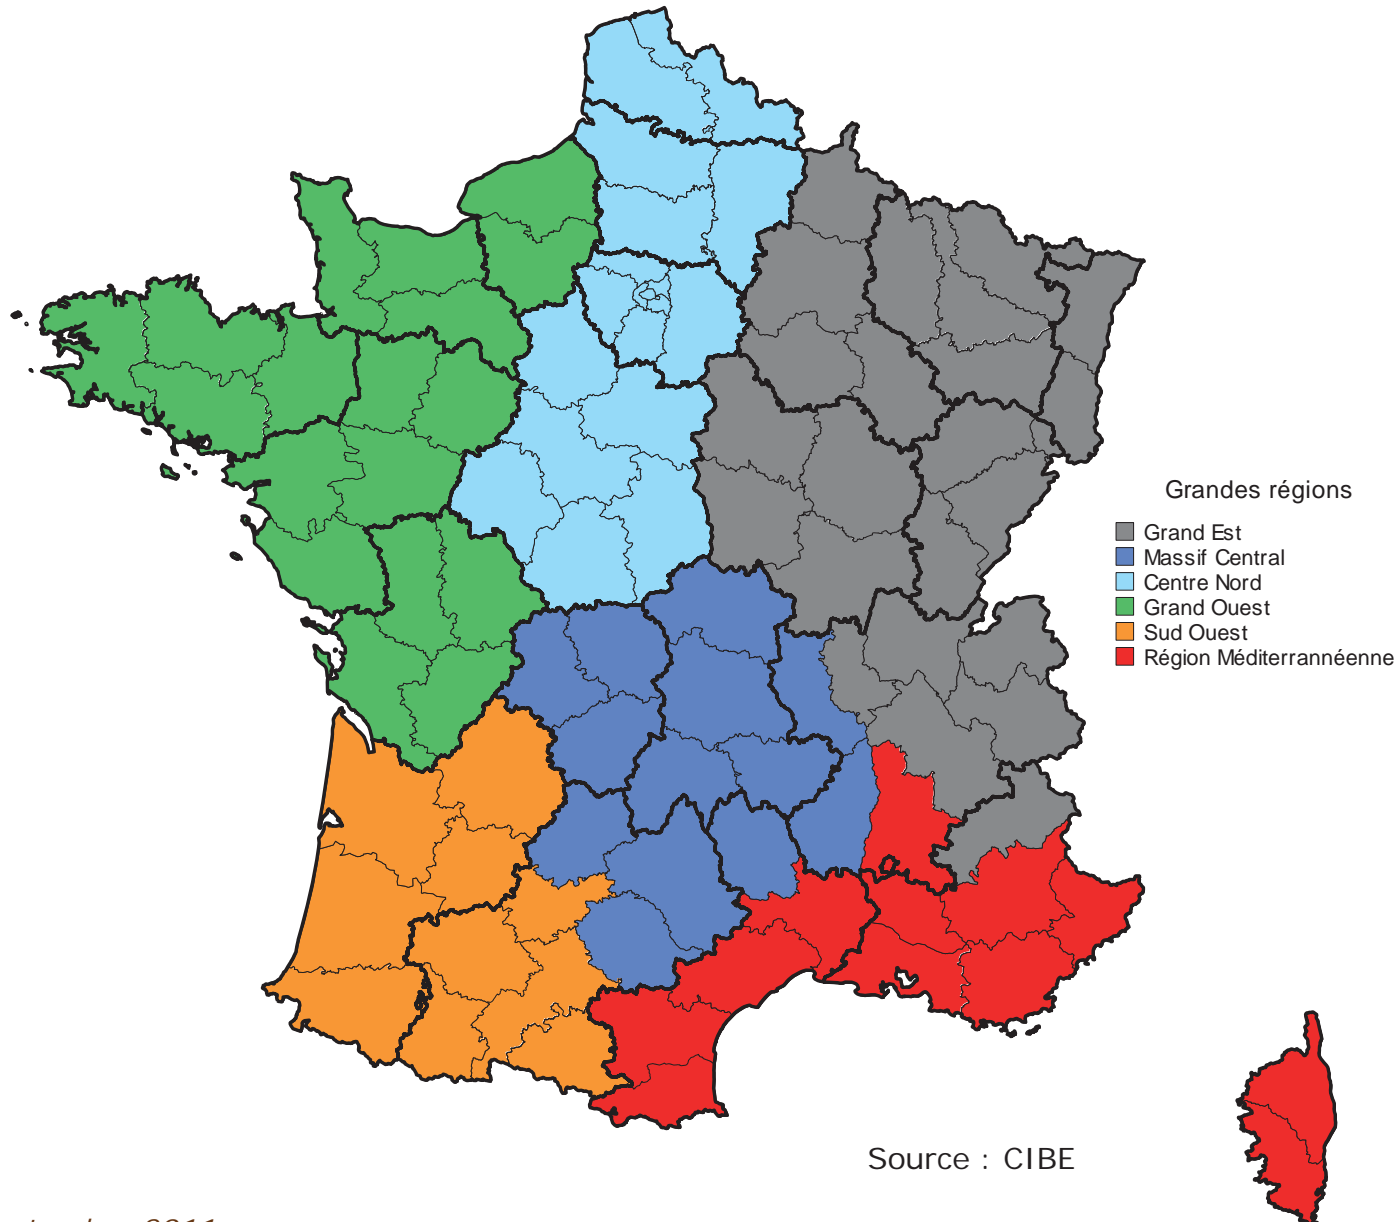 Grandes régions
Grand Est
Massif Central
Centre Nord
Grand Ouest
Sud Ouest
Région Méditerrannéenne
Source : CIBE